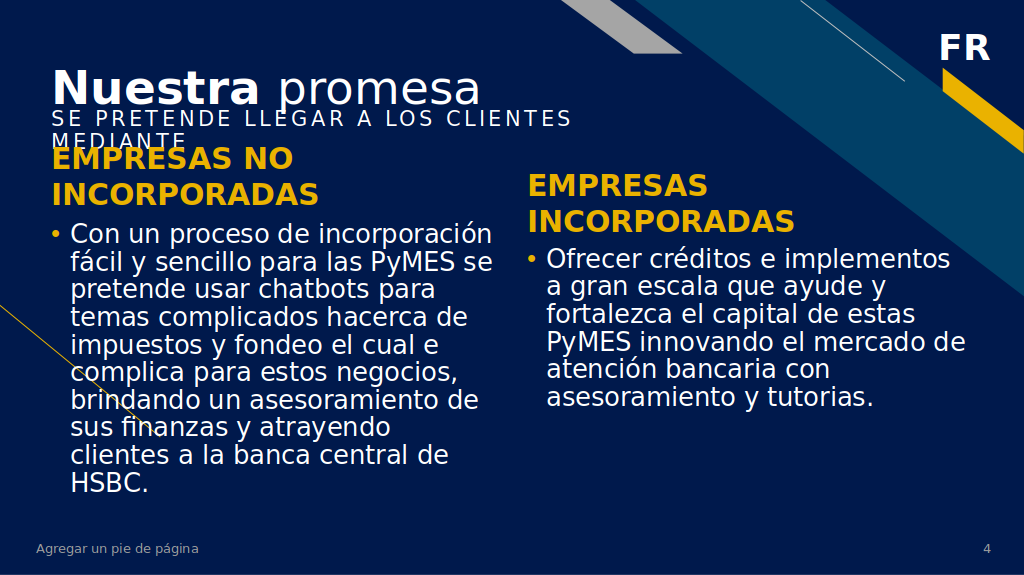 FR
Nuestra promesa
SE PRETENDE LLEGAR A LOS CLIENTES
MEDIANTE
EMPRESAS NO
INCORPORADAS
• Con un proceso de incorporación
fácil y sencillo para las PyMES se
pretende usar chatbots para
temas complicados hacerca de
impuestos y fondeo el cual e
complica para estos negocios,
brindando un asesoramiento de
sus finanzas y atrayendo
clientes a la banca central de
HSBC.
EMPRESAS
INCORPORADAS
• Ofrecer créditos e implementos
a gran escala que ayude y
fortalezca el capital de estas
PyMES innovando el mercado de
atención bancaria con
asesoramiento y tutorias.
Agregar un pie de página
4